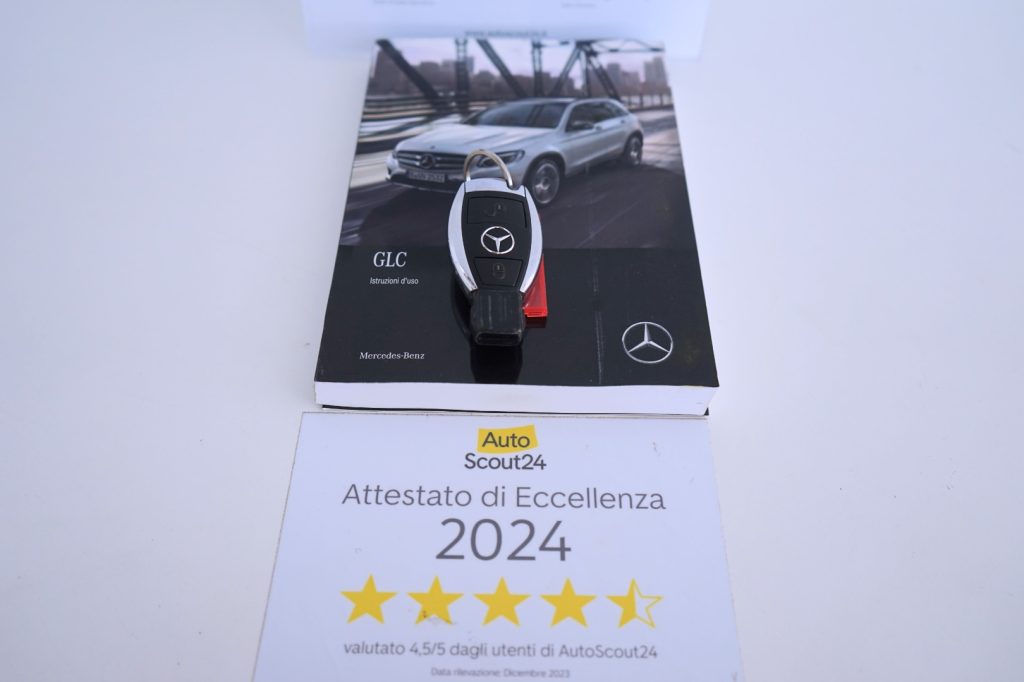 GLC
Istruzioni d'uso
Mercedes-Benz
Auto
Scout24
Attestato di Eccellenza
2024
valutato 4,5/5 dagli utenti di AutoScout24
Data rilevazione: Dicembre 2023